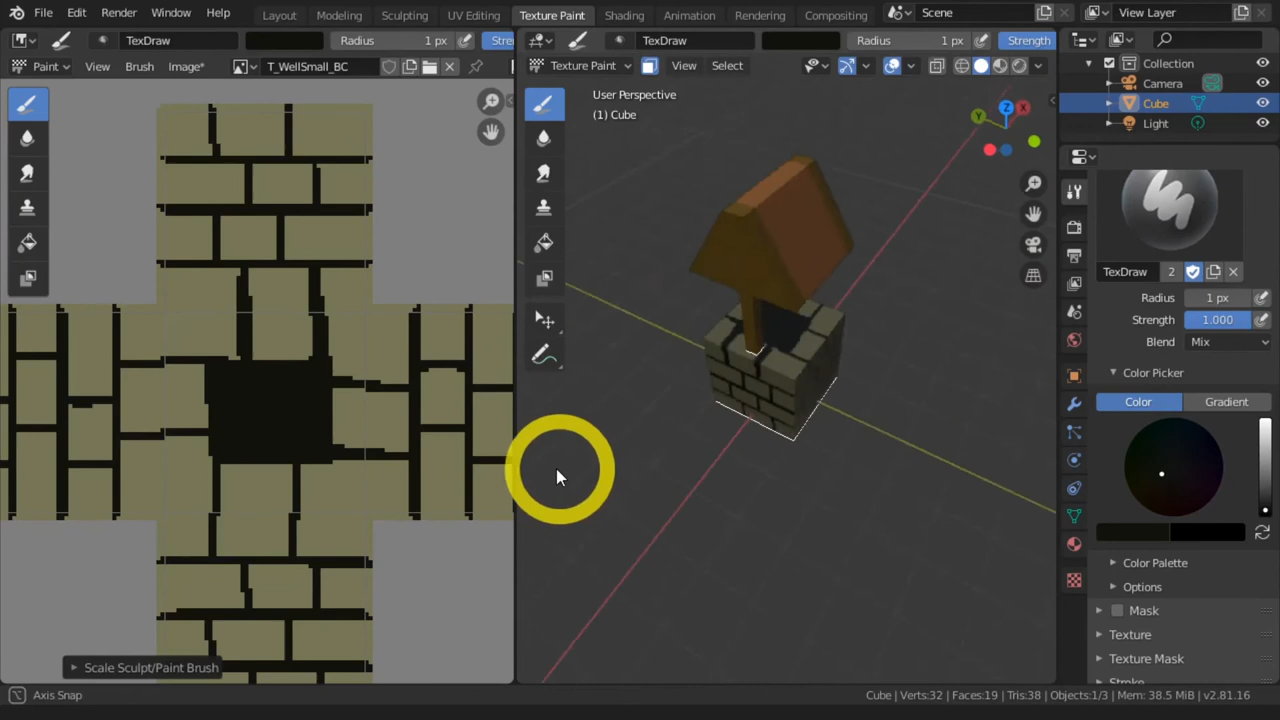 File Edit Render Window Help Layout Modeling Sculpting UV Editing Texture Paint Shading Animation Rendering Compositing Scene View Layer
TexDraw Radius 1 px Stre
TexDraw Radius 1 px Strength
Paint View Brush Image* T_WellSmall_BC
Texture Paint View Select
User Perspective
(1) Cube
Z
X
Y
Collection
Camera
Cube
Light
TexDraw 2
Radius 1 px
Strength 1.000
Blend Mix
Color Picker
Color Gradient
Color Palette
Options
Mask
Texture
Texture Mask
Stroke
Scale Sculpt/Paint Brush
Axis Snap
Cube | Verts:32 | Faces:19 | Tris:38 | Objects:1/3 | Mem: 38.5 MiB | v2.81.16